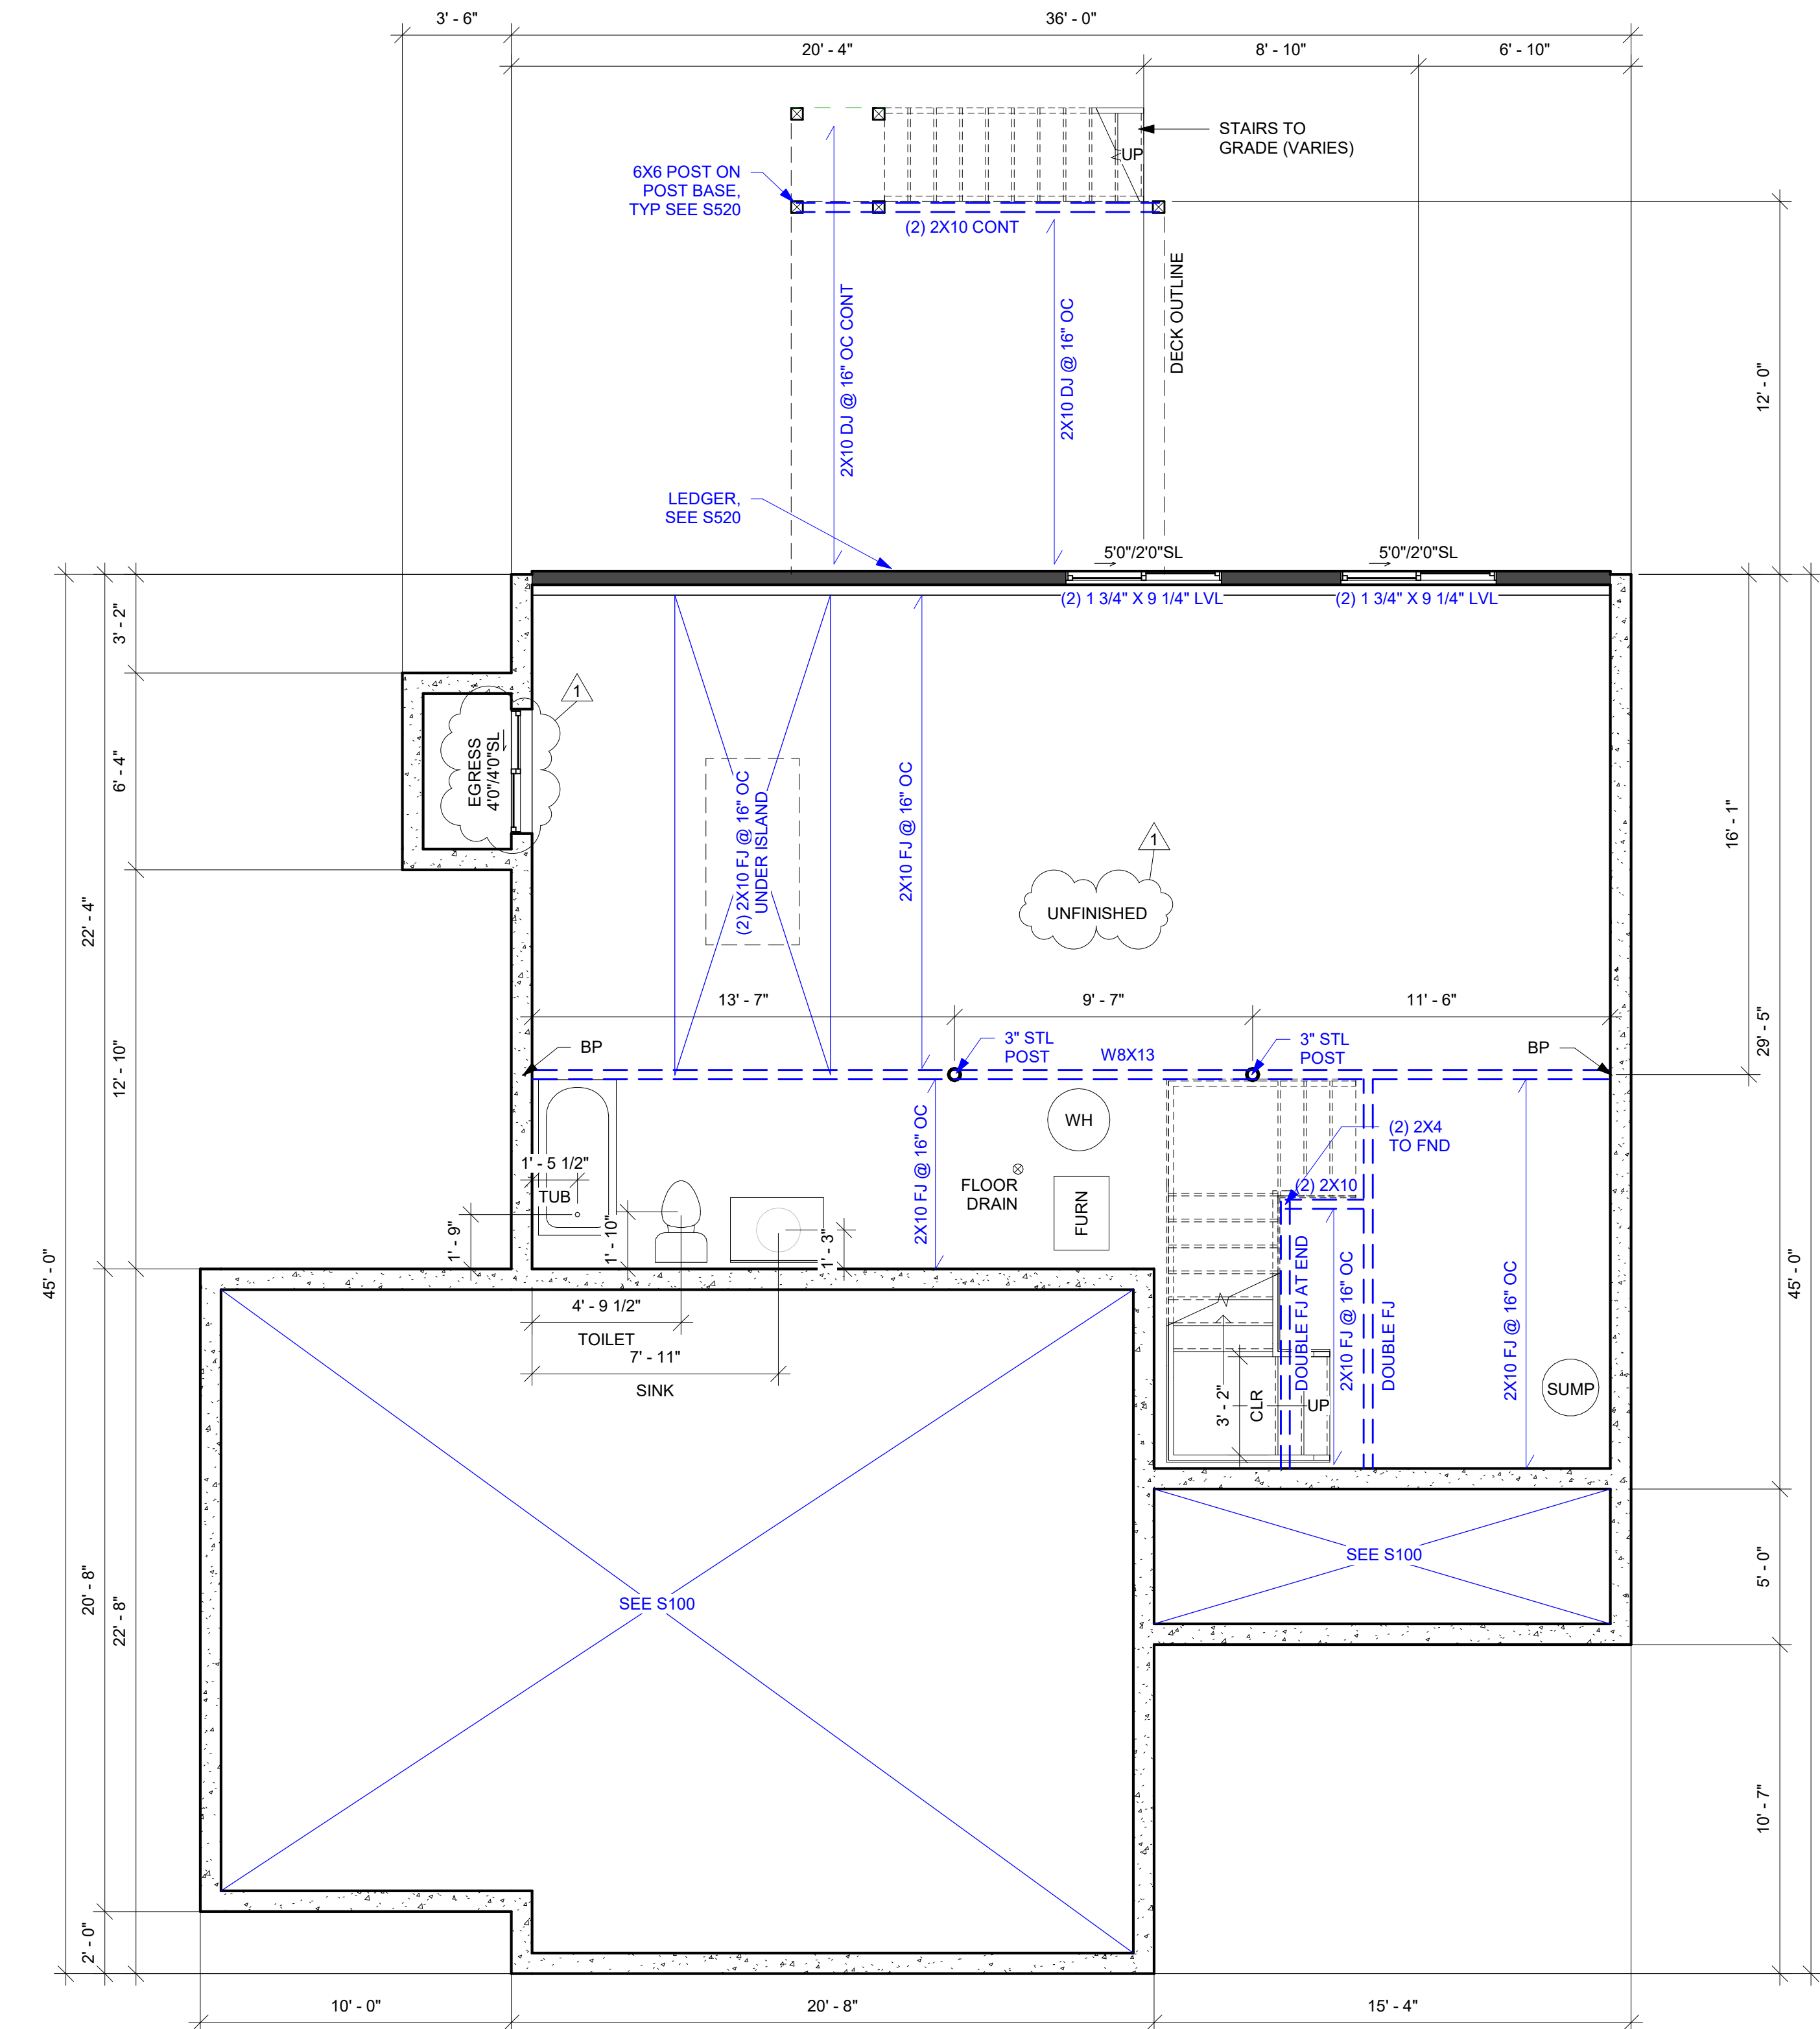 3' - 6"
36' - 0"
20' - 4"
8' - 10"
6' - 10"
STAIRS TO
GRADE (VARIES)
UP
6X6 POST ON
POST BASE,
TYP SEE S520
(2) 2X10 CONT
DECK OUTLINE
2X10 DJ @ 16" OC CONT
2X10 DJ @ 16" OC
12' - 0"
LEDGER,
SEE S520
5'0"/2'0"SL
5'0"/2'0"SL
(2) 1 3/4" X 9 1/4" LVL
(2) 1 3/4" X 9 1/4" LVL
3' - 2"
1
EGRESS
4'0"/4'0"SL
6' - 4"
(2) 2X10 FJ @ 16" OC
UNDER ISLAND
2X10 FJ @ 16" OC
16' - 1"
1
UNFINISHED
22' - 4"
13' - 7"
9' - 7"
11' - 6"
3" STL
POST
W8X13
3" STL
POST
BP
BP
12' - 10"
29' - 5"
WH
(2) 2X4
TO FND
2X10 FJ @ 16" OC
1' - 5 1/2"
TUB
FLOOR
DRAIN
FURN
(2) 2X10
1' - 9"
1' - 10"
1' - 3"
45' - 0"
45' - 0"
4' - 9 1/2"
TOILET
7' - 11"
SINK
DOUBLE FJ AT END
2X10 FJ @ 16" OC
DOUBLE FJ
2X10 FJ @ 16" OC
3' - 2"
CLR
UP
SUMP
SEE S100
SEE S100
5' - 0"
20' - 8"
22' - 8"
10' - 7"
2' - 0"
10' - 0"
20' - 8"
15' - 4"